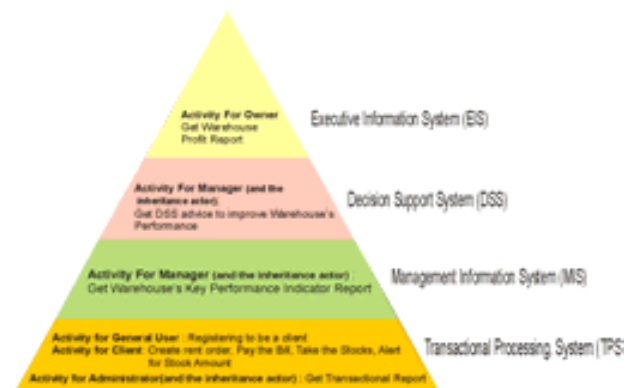 Activity For Owner
Get Warehouse
Profit Report
Executive Information System (EIS)
Activity For Manager (and the
inheritance actor):
Get DSS advice to improve Warehouse's
Performance
Decision Support System (DSS)
Activity For Manager (and the inheritance actor) :
Get Warehouse's Key Performance Indicator Report
Management Information System (MIS)
Activity for General User : Registering to be a client
Activity for Client: Create rent order, Pay the Bill, Take the Stocks, Alert
for Stock Amount
Activity for Administrator(and the inheritance actor) : Get Transactional Report
Transactional Processing System (TPS